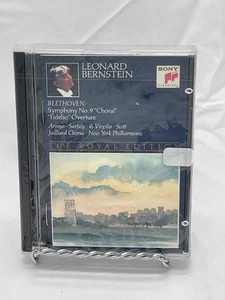 LEONARD
BERNSTEIN
SONY
BEETHOVEN:
Symphony No.9 "Choral"
"Fidelio" Overture
Arroyo · Sarfaty · di Virgilio · Scott
Juilliard Chorus · New York Philharmonic
THE ROYAL EDITION